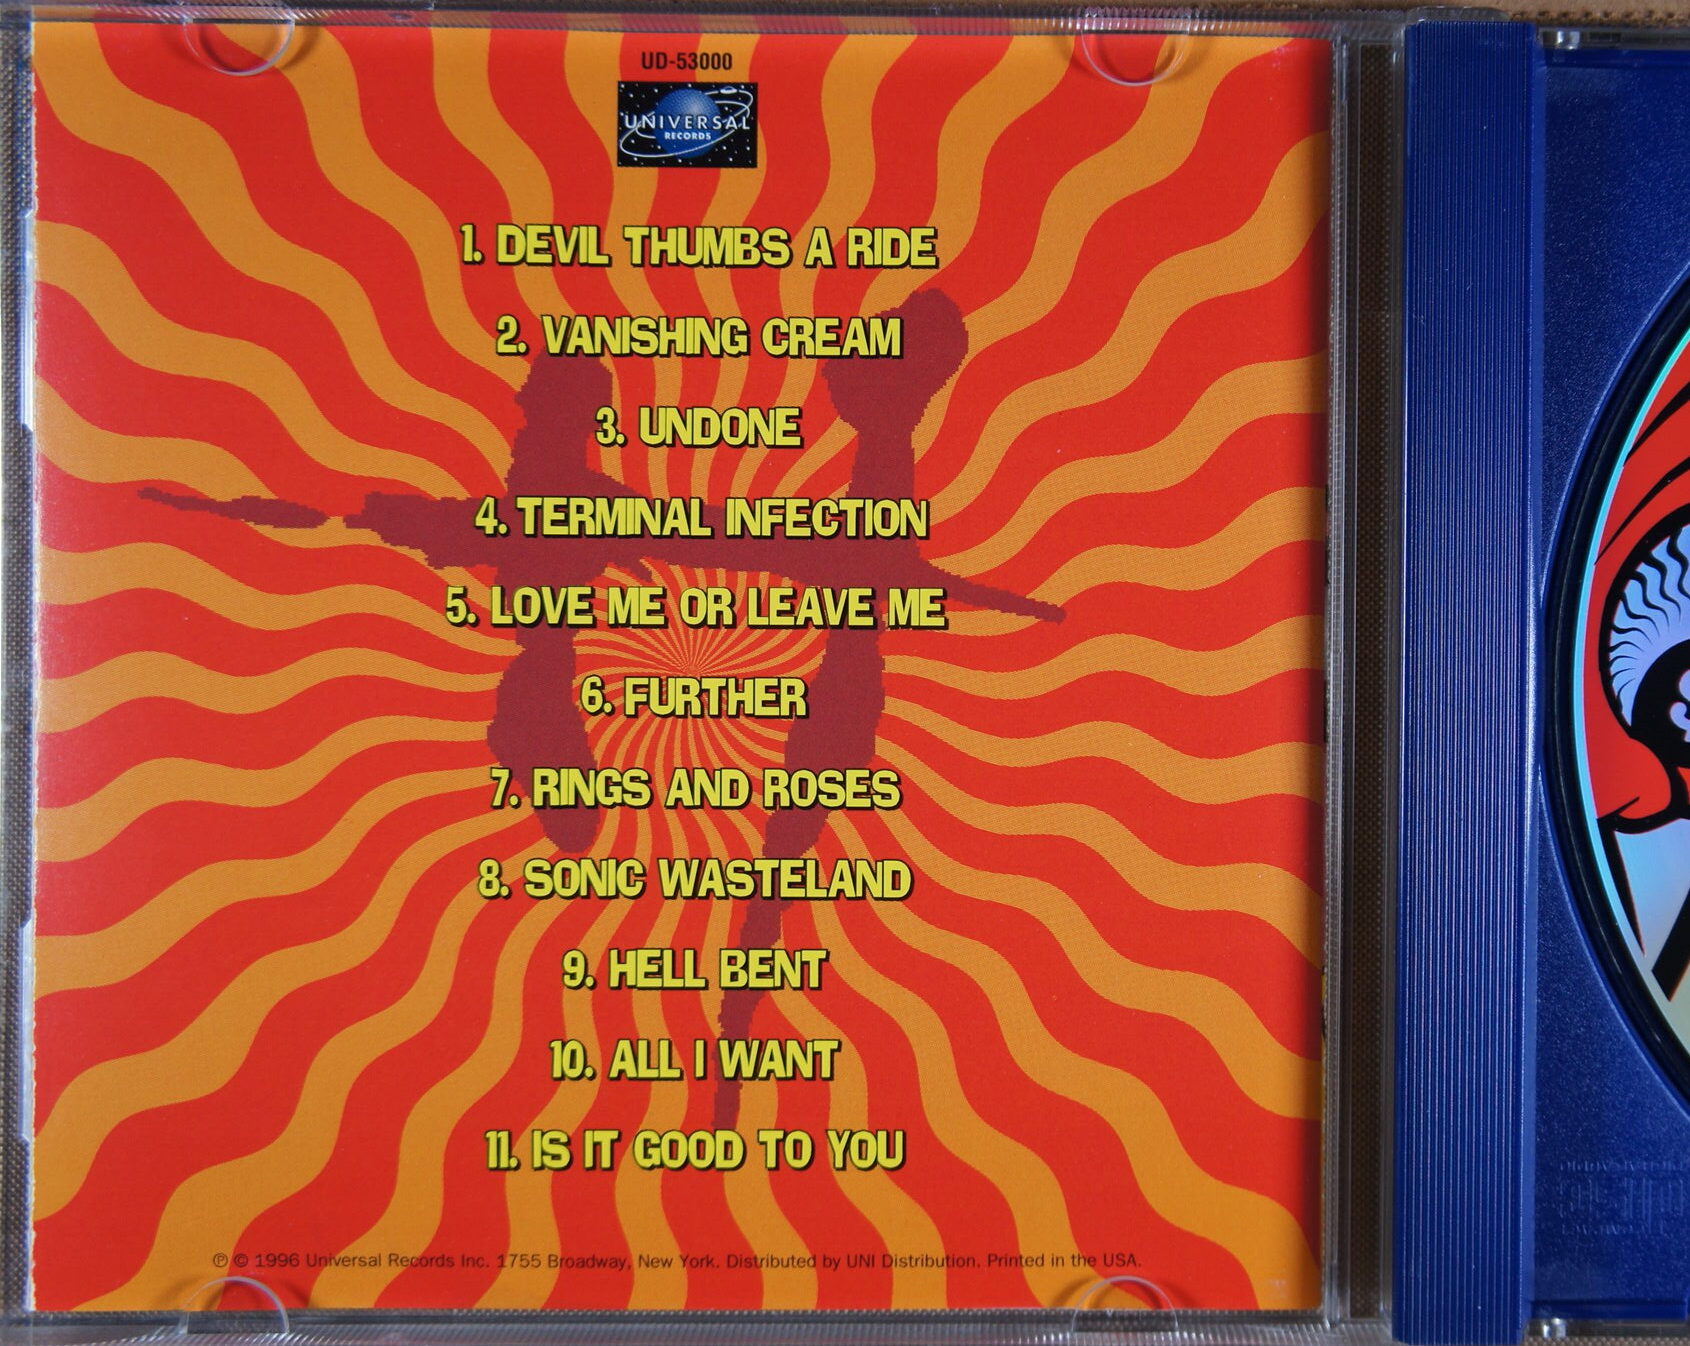 UD-53000
UNIVERSAL
RECORDS
1. DEVIL THUMBS A RIDE
2. VANISHING CREAM
3. UNDONE
4. TERMINAL INFECTION
5. LOVE ME OR LEAVE ME
6. FURTHER
7. RINGS AND ROSES
8. SONIC WASTELAND
9. HELL BENT
10. ALL I WANT
11. IS IT GOOD TO YOU
℗ © 1996 Universal Records Inc. 1755 Broadway, New York. Distributed by UNI Distribution. Printed in the USA.